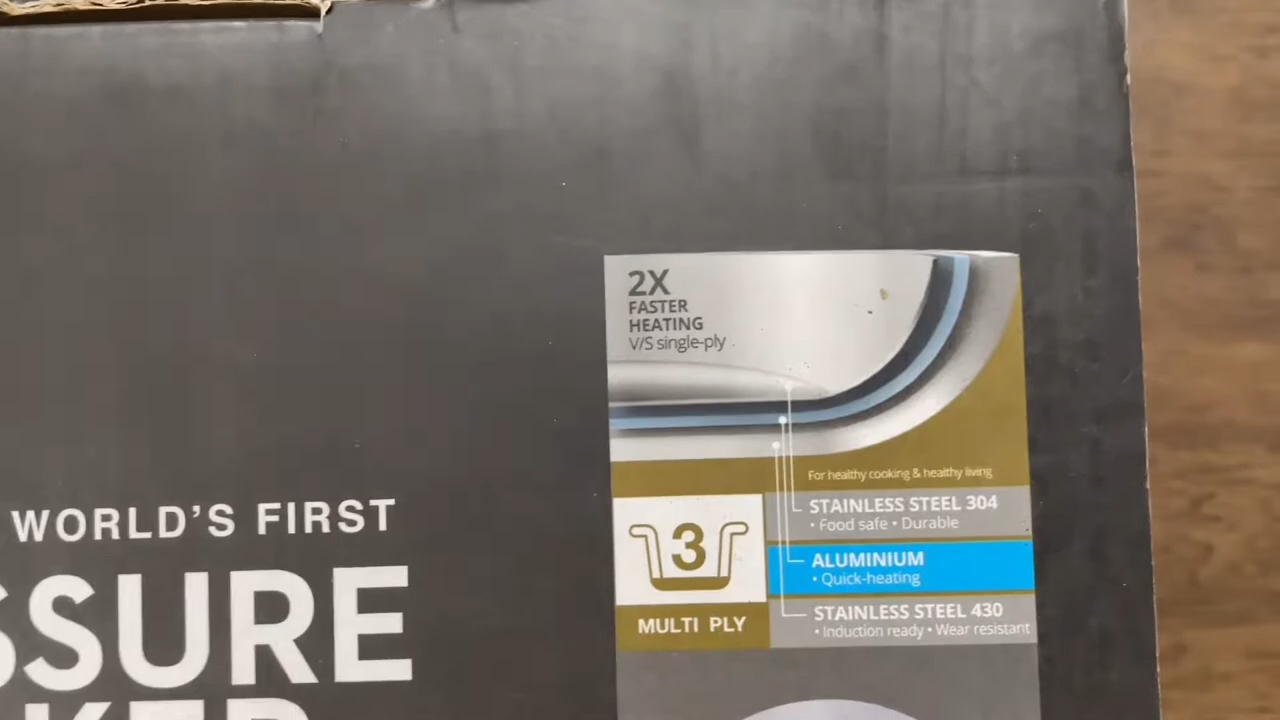 2X
FASTER
HEATING
V/S single-ply
For healthy cooking & healthy living
STAINLESS STEEL 304
• Food safe • Durable
ALUMINIUM
• Quick-heating
STAINLESS STEEL 430
• Induction ready • Wear resistant
3
MULTI PLY
WORLD'S FIRST
SSURE